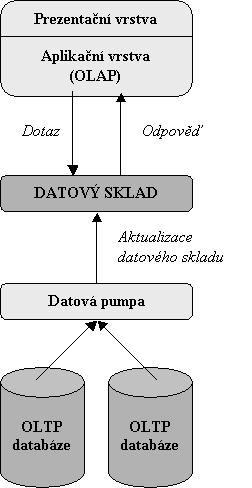 Prezentační vrstva
Aplikační vrstva
(OLAP)
Dotaz
Odpověď
DATOVÝ SKLAD
Aktualizace
datového skladu
Datová pumpa
OLTP
databáze
OLTP
databáze